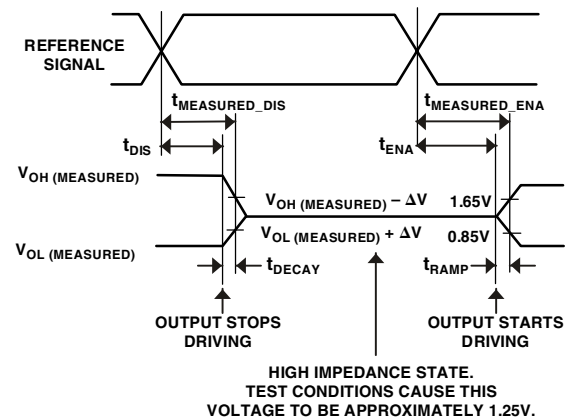 REFERENCE
SIGNAL
tMEASURED_DIS
tMEASURED_ENA
tDIS
tENA
VOH (MEASURED)
VOH (MEASURED) – ΔV
1.65V
VOL (MEASURED) + ΔV
0.85V
VOL (MEASURED)
tDECAY
tRAMP
OUTPUT STOPS
DRIVING
OUTPUT STARTS
DRIVING
HIGH IMPEDANCE STATE.
TEST CONDITIONS CAUSE THIS
VOLTAGE TO BE APPROXIMATELY 1.25V.